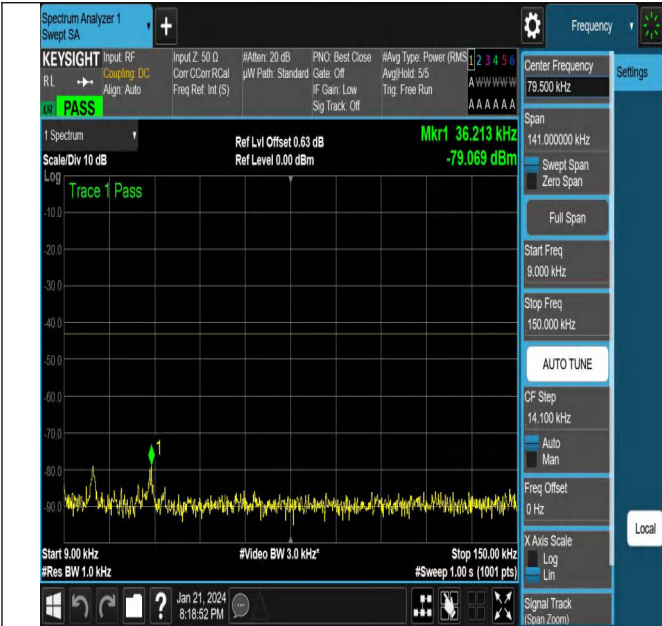 Spectrum Analyzer 1
Swept SA
+
Frequency
KEYSIGHT
RL
LXI
PASS
Input: RF
Coupling: DC
Align: Auto
Input Z: 50 Ω
Corr CCorr RCal
Freq Ref: Int (S)
#Atten: 20 dB
µW Path: Standard
PNO: Best Close
Gate: Off
IF Gain: Low
Sig Track: Off
#Avg Type: Power (RMS
Avg|Hold: 5/5
Trig: Free Run
1 2 3 4 5 6
A W W W W W
A A A A A A
1 Spectrum
Scale/Div 10 dB
Ref Lvl Offset 0.63 dB
Ref Level 0.00 dBm
Mkr1 36.213 kHz
-79.069 dBm
Log
Trace 1 Pass
-10.0
-20.0
-30.0
-40.0
-50.0
-60.0
-70.0
-80.0
-90.0
1
Start 9.00 kHz
#Res BW 1.0 kHz
#Video BW 3.0 kHz*
Stop 150.00 kHz
#Sweep 1.00 s (1001 pts)
?
Jan 21, 2024
8:18:52 PM
Center Frequency
79.500 kHz
Settings
Span
141.000000 kHz
Swept Span
Zero Span
Full Span
Start Freq
9.000 kHz
Stop Freq
150.000 kHz
AUTO TUNE
CF Step
14.100 kHz
Auto
Man
Freq Offset
0 Hz
Local
X Axis Scale
Log
Lin
Signal Track
(Span Zoom)